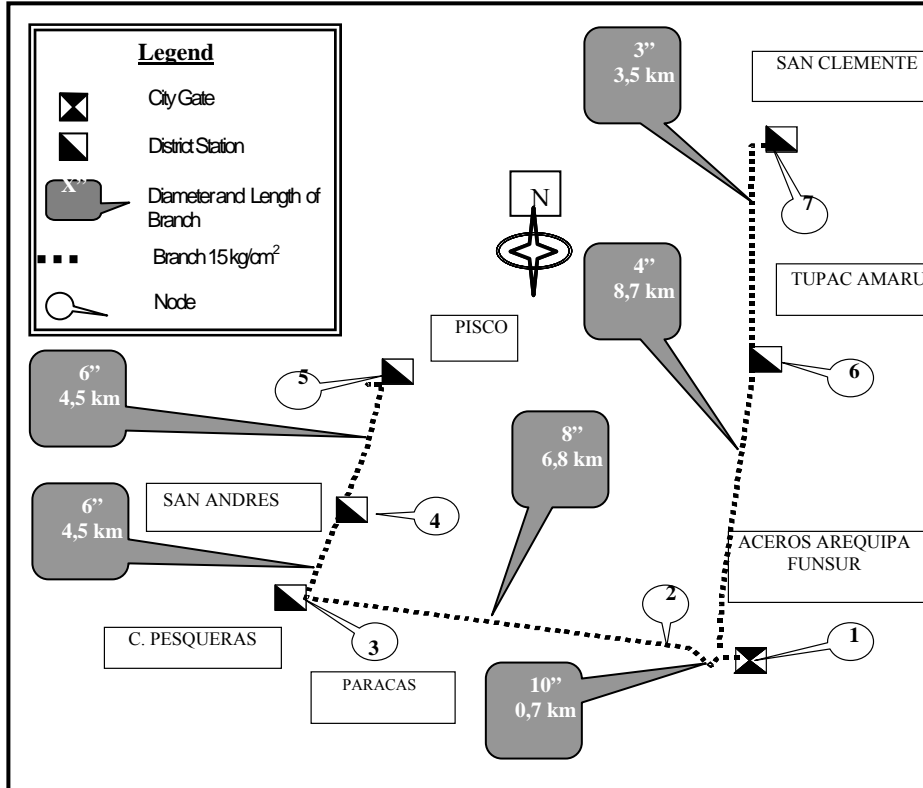 Legend
City Gate
District Station
X”
Diameter and Length of
Branch
Branch 15 kg/cm²
Node
N
3”
3,5 km
SAN CLEMENTE
7
4”
8,7 km
TUPAC AMARU
6
PISCO
5
6”
4,5 km
8”
6,8 km
SAN ANDRES
4
6”
4,5 km
ACEROS AREQUIPA
FUNSUR
2
1
C. PESQUERAS
3
PARACAS
10”
0,7 km